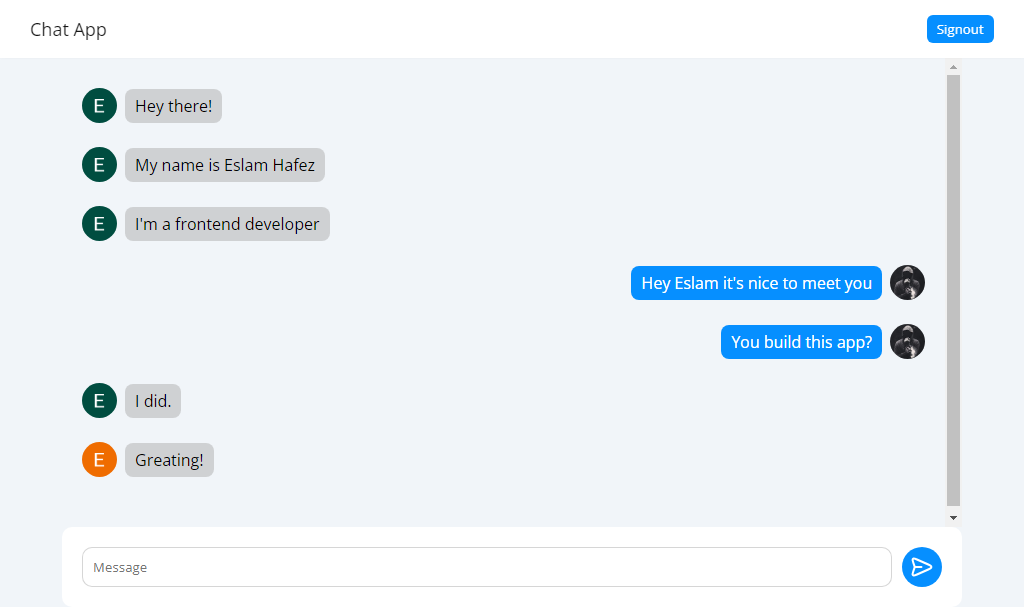 Chat App
Signout
E
Hey there!
E
My name is Eslam Hafez
E
I'm a frontend developer
Hey Eslam it's nice to meet you
You build this app?
E
I did.
E
Greating!
Message